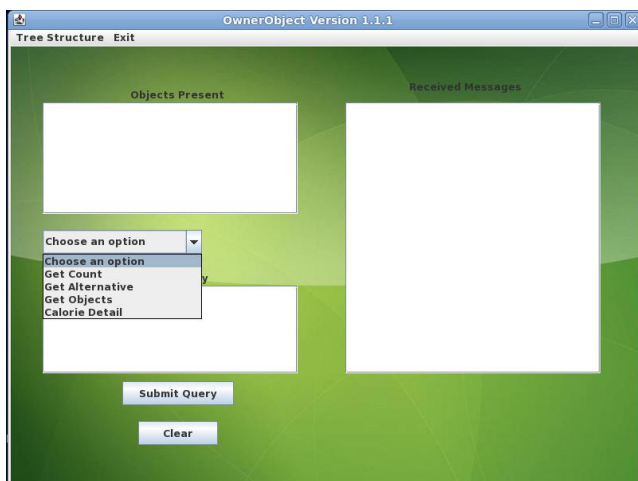 OwnerObject Version 1.1.1
Tree Structure Exit
Objects Present
Received Messages
Choose an option
Choose an option
Get Count
Get Alternative
Get Objects
Calorie Detail
Submit Query
Clear